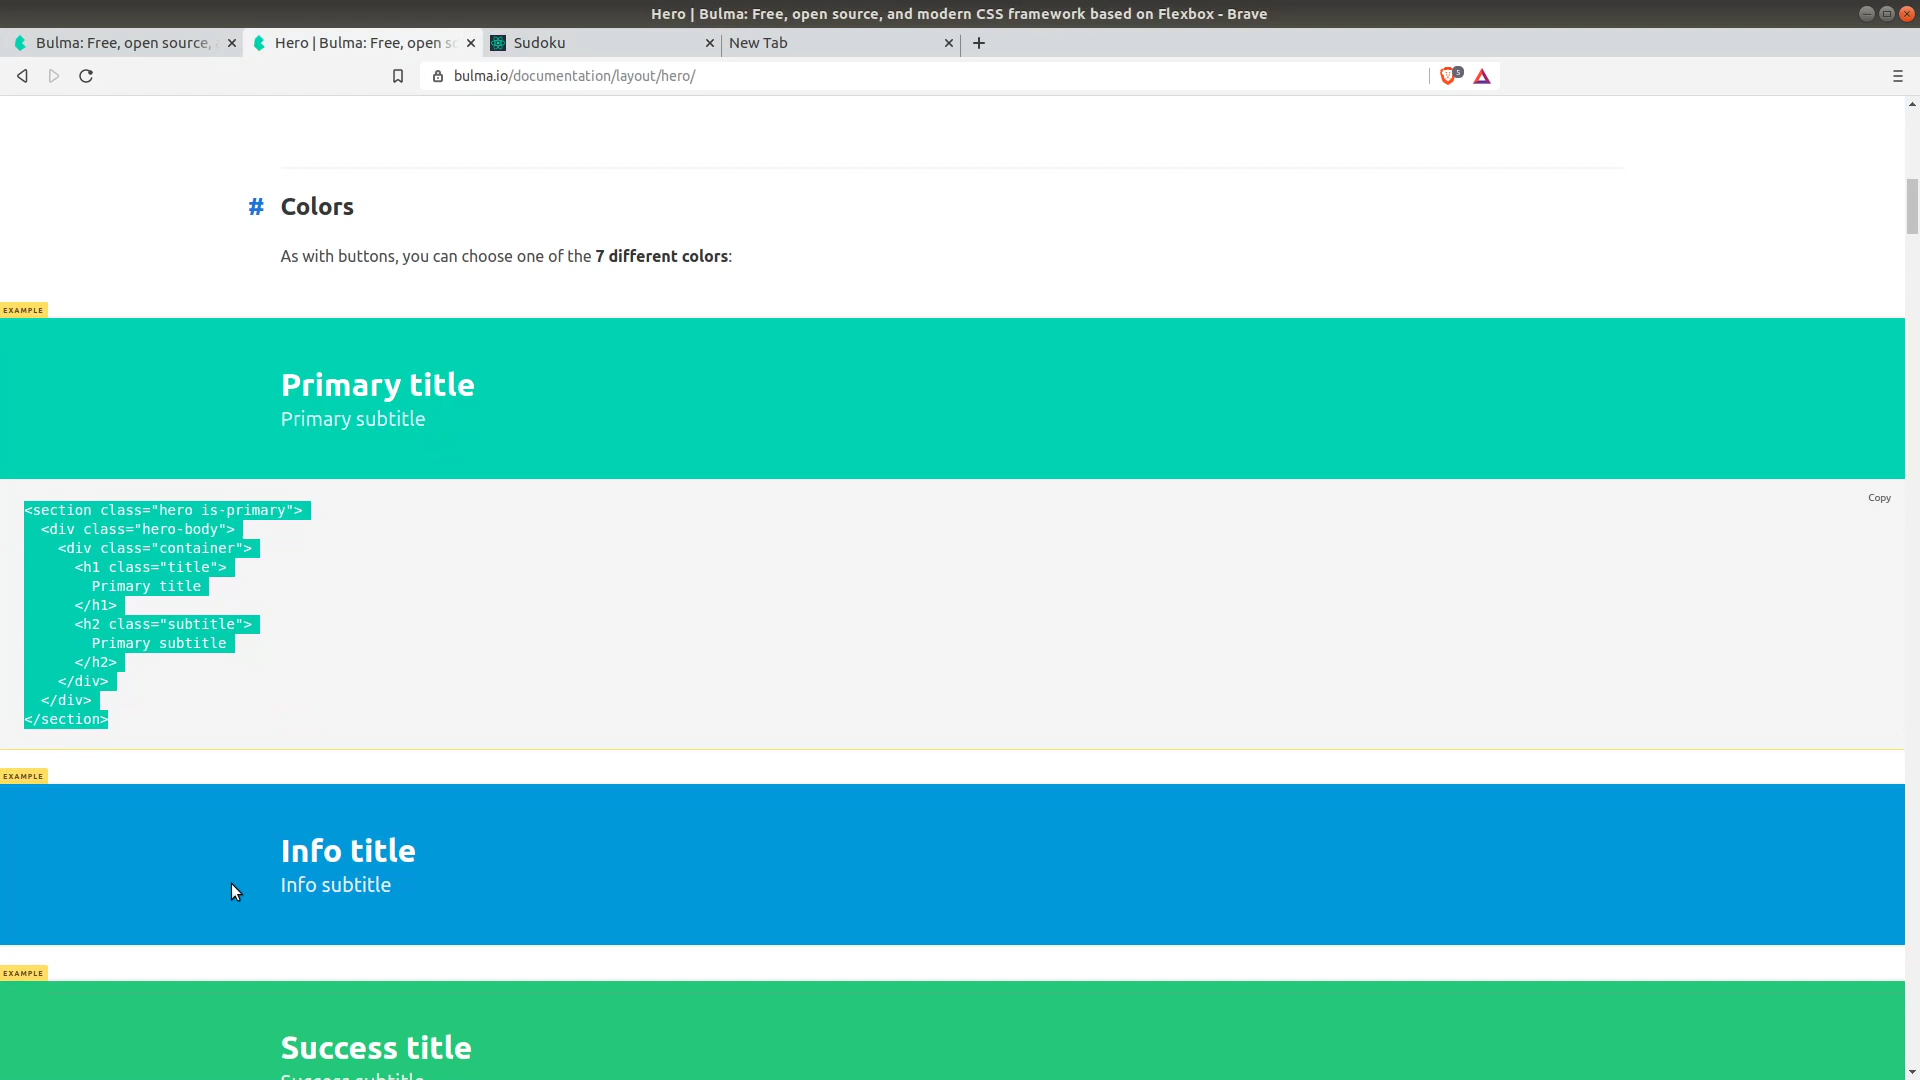 Hero | Bulma: Free, open source, and modern CSS framework based on Flexbox - Brave
Bulma: Free, open source,
Hero | Bulma: Free, open
Sudoku
New Tab
bulma.io/documentation/layout/hero/
5
# Colors
As with buttons, you can choose one of the 7 different colors:
EXAMPLE
Primary title
Primary subtitle
Copy
<section class="hero is-primary">
  <div class="hero-body">
    <div class="container">
      <h1 class="title">
        Primary title
      </h1>
      <h2 class="subtitle">
        Primary subtitle
      </h2>
    </div>
  </div>
</section>
EXAMPLE
Info title
Info subtitle
EXAMPLE
Success title
Success subtitle